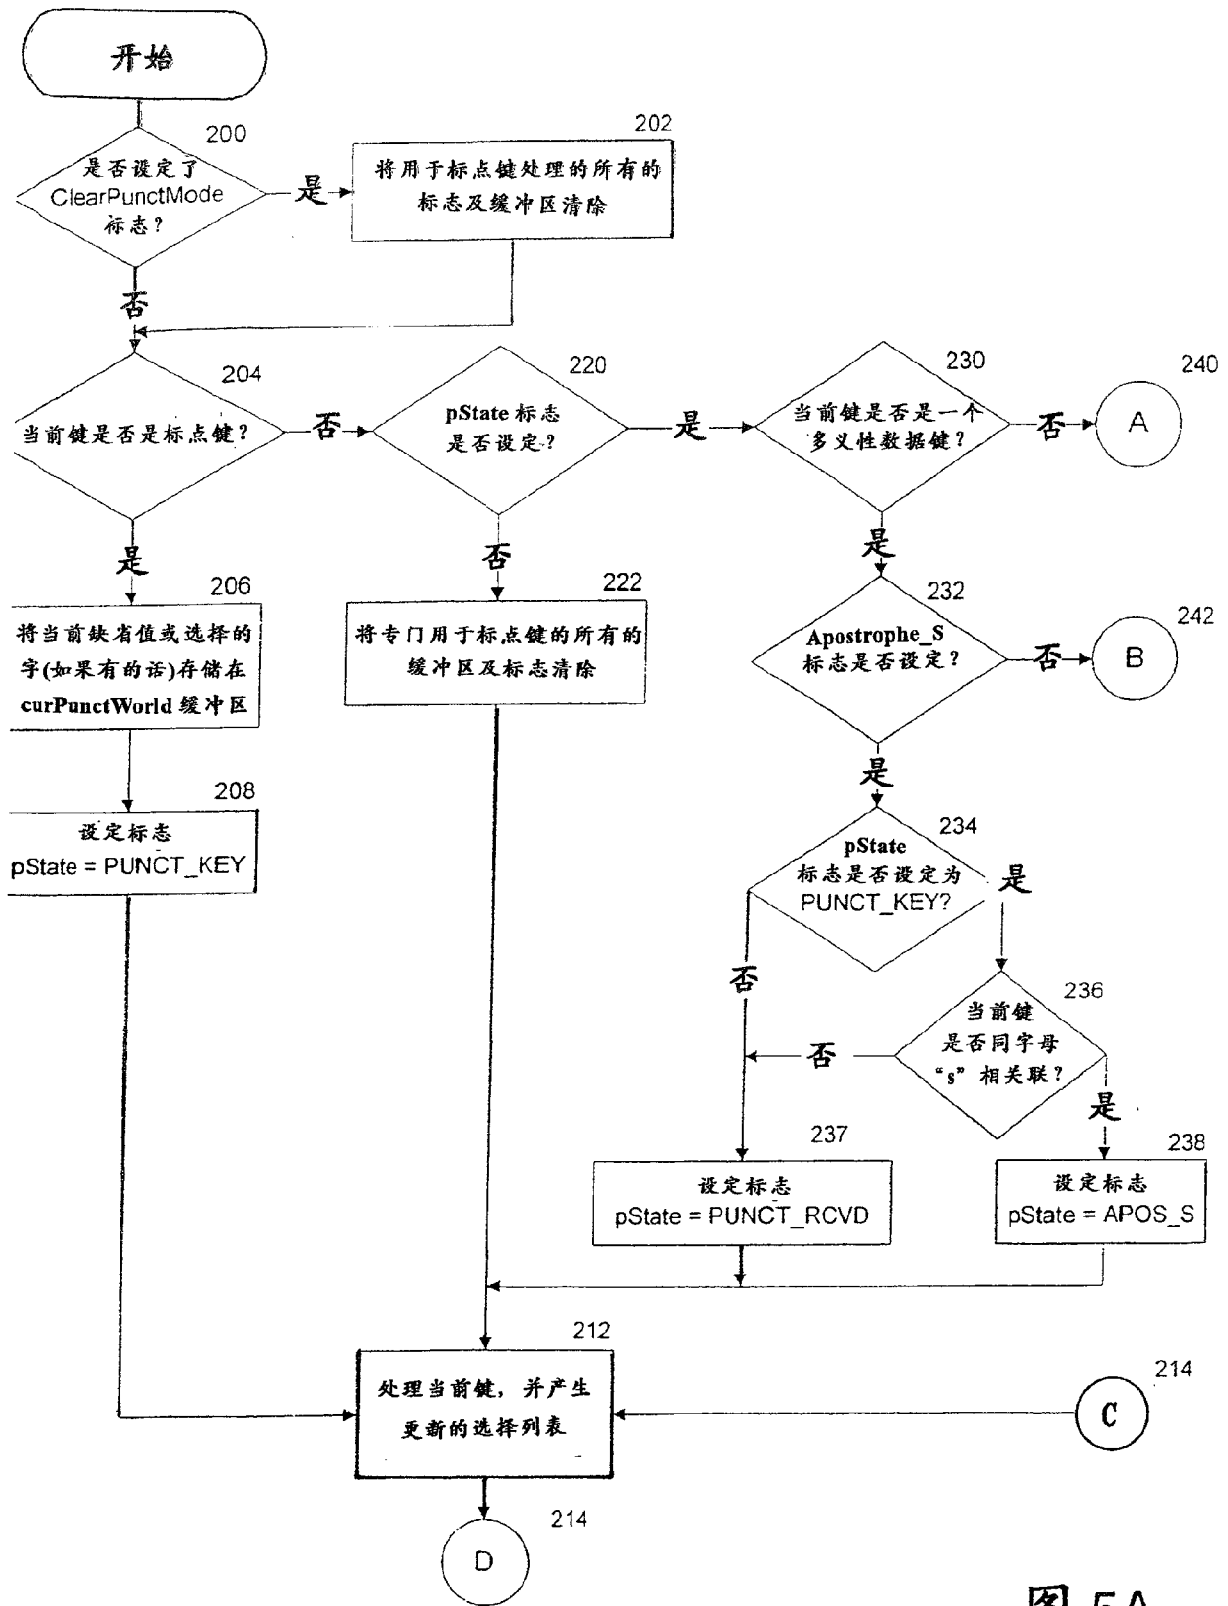 开始
200
是否设定了
ClearPunctMode
标志?
是
202
将用于标点键处理的所有的
标志及缓冲区清除
否
204
当前键是否是标点键?
否
220
pState 标志
是否设定?
是
230
当前键是否是一个
多义性数据键?
否
240
A
是
206
将当前缺省值或选择的
字(如果有的话)存储在
curPunctWorld 缓冲区
否
222
将专门用于标点键的所有的
缓冲区及标志清除
是
232
Apostrophe_S
标志是否设定?
否
242
B
208
设定标志
pState = PUNCT_KEY
是
234
pState
标志是否设定为
PUNCT_KEY?
是
否
236
当前键
是否同字母
“s”相关联?
否
是
237
设定标志
pState = PUNCT_RCVD
238
设定标志
pState = APOS_S
212
处理当前键, 并产生
更新的选择列表
214
C
214
D
图 5A